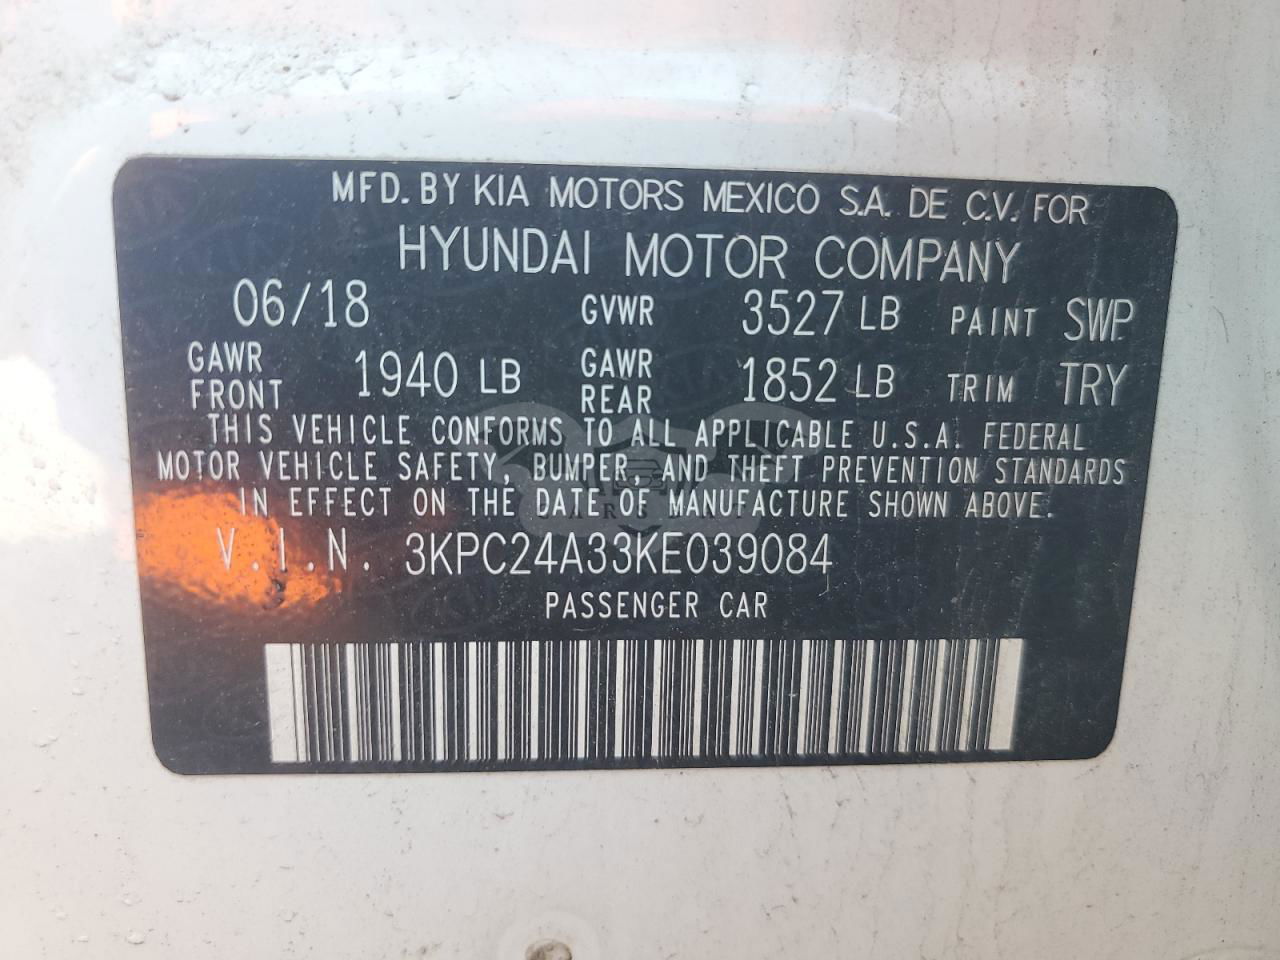 MFD. BY KIA MOTORS MEXICO S.A. DE C.V. FOR
HYUNDAI MOTOR COMPANY
06/18 GVWR 3527 LB PAINT SWP
GAWR FRONT 1940 LB GAWR REAR 1852 LB TRIM TRY
THIS VEHICLE CONFORMS TO ALL APPLICABLE U.S.A. FEDERAL
MOTOR VEHICLE SAFETY, BUMPER, AND THEFT PREVENTION STANDARDS
IN EFFECT ON THE DATE OF MANUFACTURE SHOWN ABOVE.
V.I.N. 3KPC24A33KE039084
PASSENGER CAR